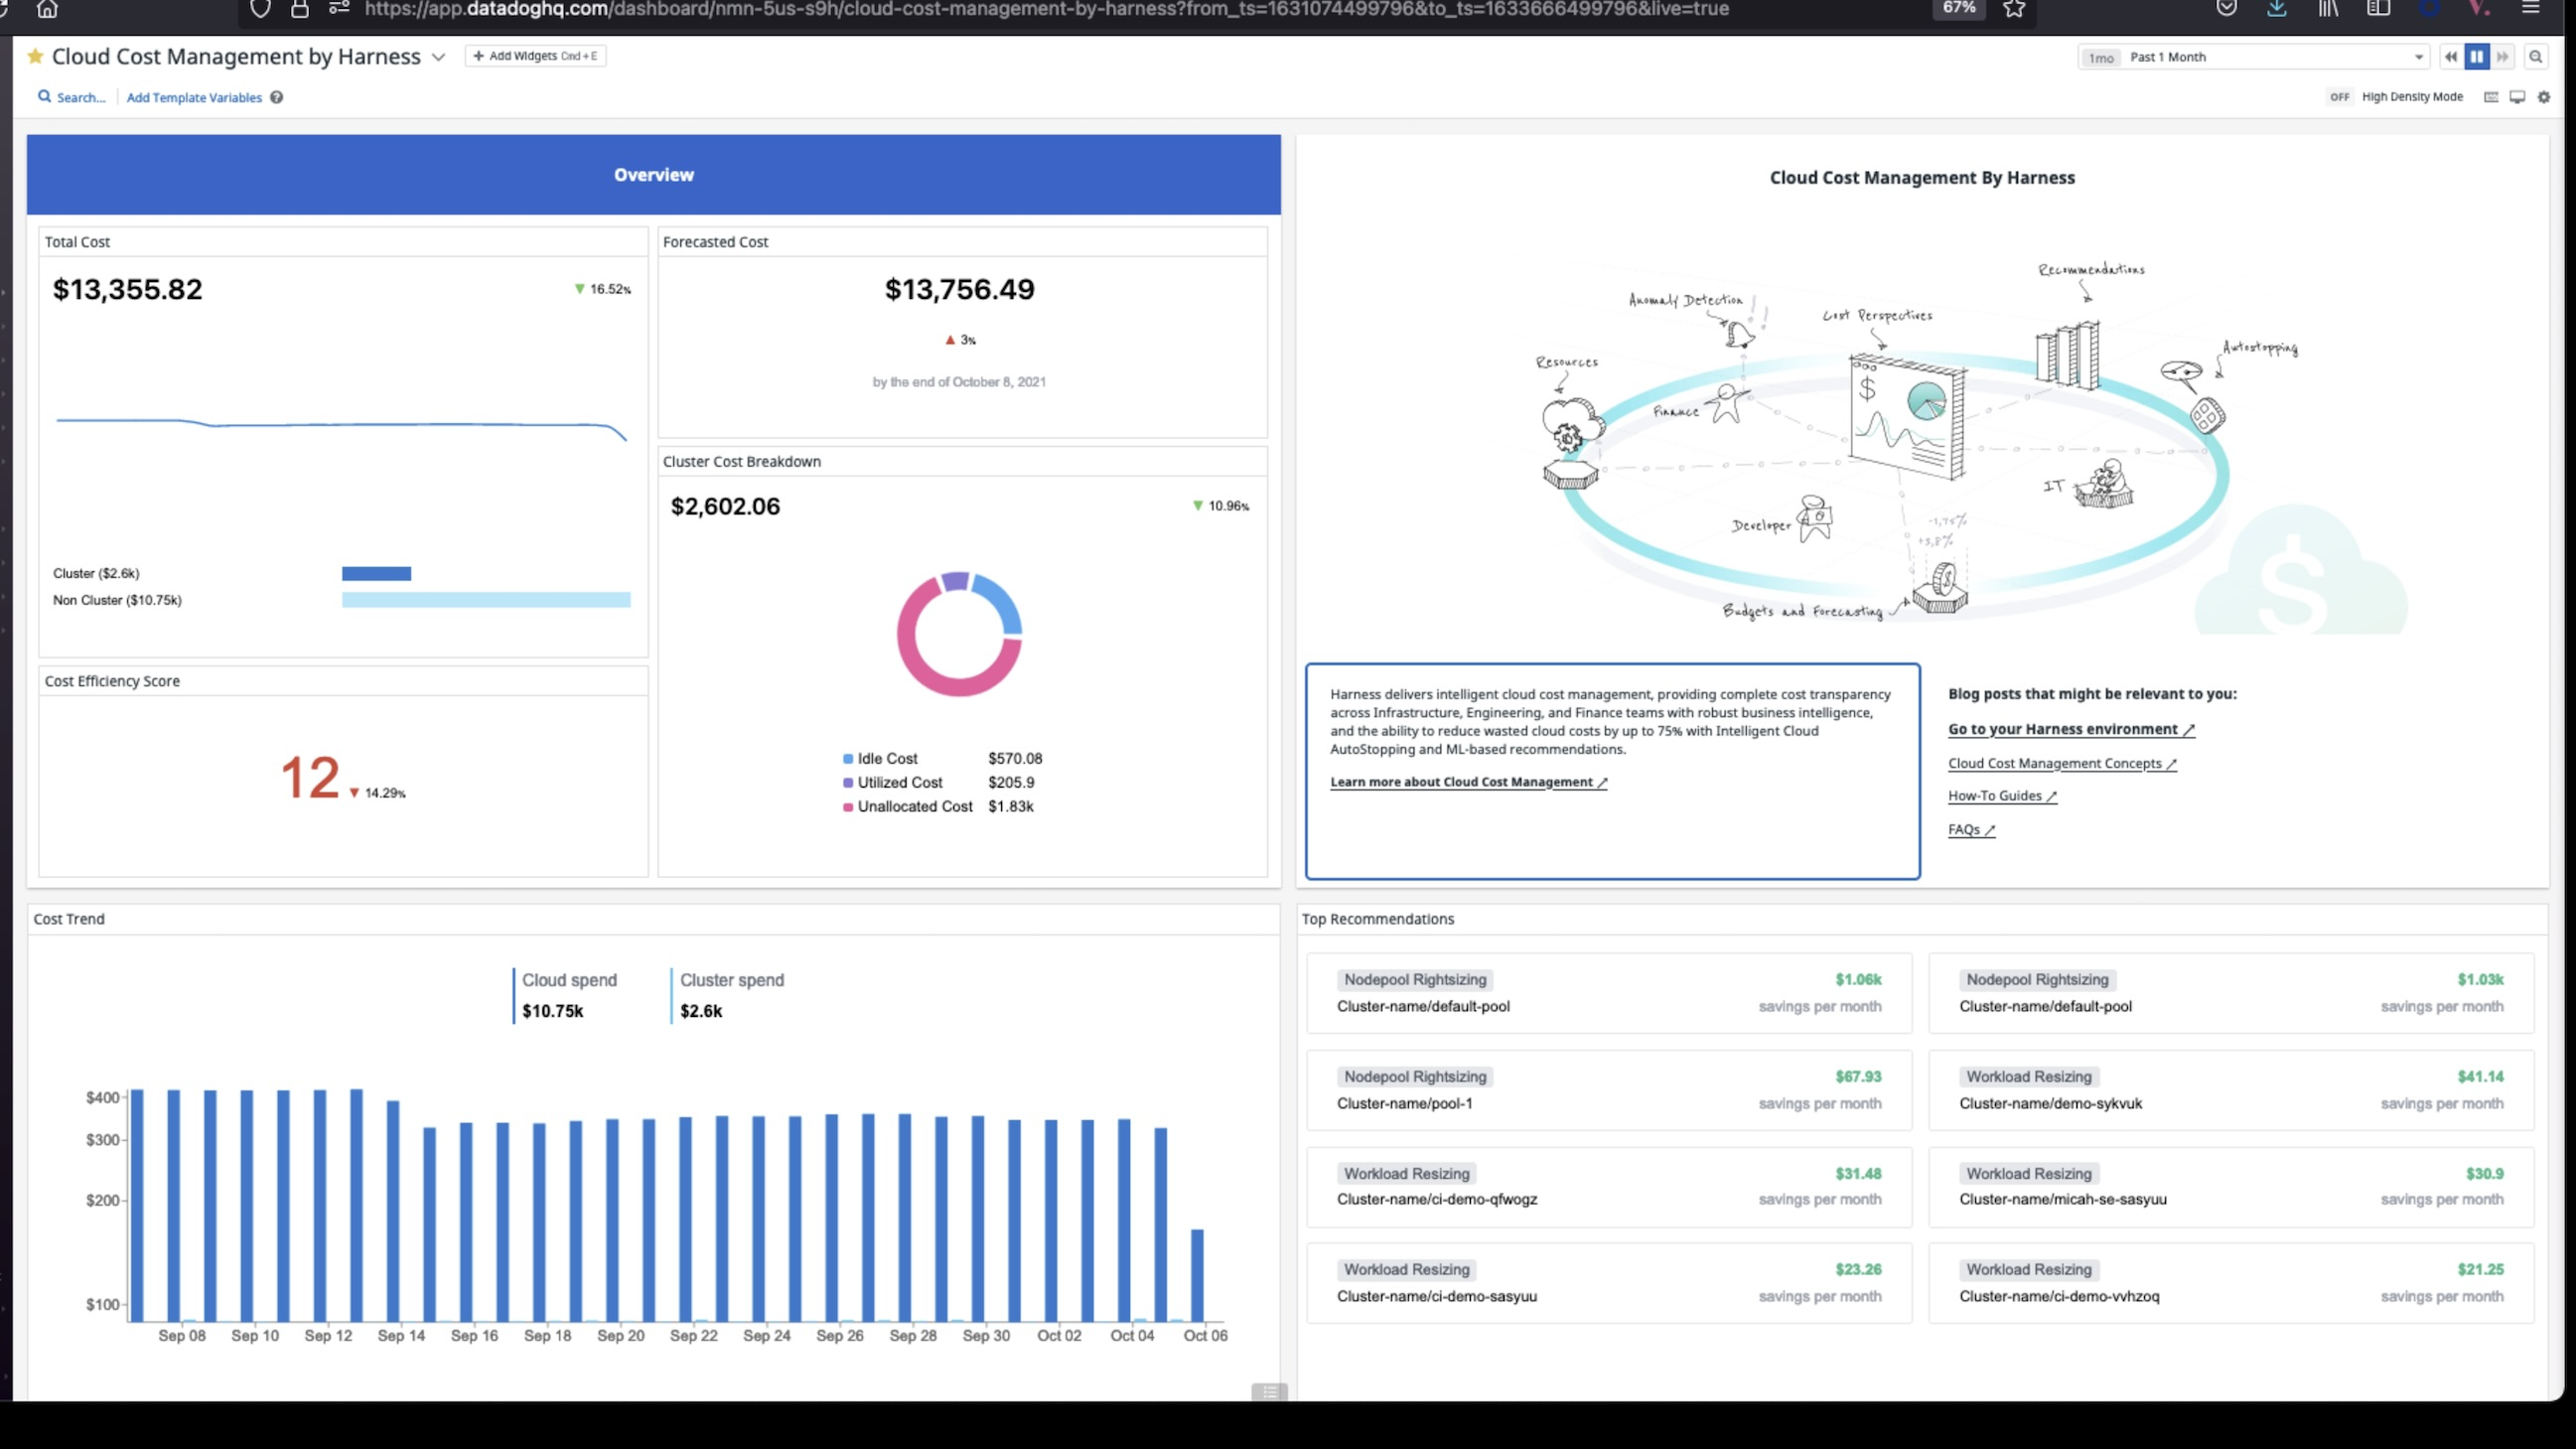 https://app.datadoghq.com/dashboard/nmn-5us-s9h/cloud-cost-management-by-harness?from_ts=1631074499796&to_ts=1633666499796&live=true
67%
Cloud Cost Management by Harness
+ Add Widgets Cmd + E
1mo Past 1 Month
Search...
Add Template Variables
OFF High Density Mode
Overview
Total Cost
$13,355.82
▼ 16.52%
Cluster ($2.6k)
Non Cluster ($10.75k)
Forecasted Cost
$13,756.49
▲ 3%
by the end of October 8, 2021
Cluster Cost Breakdown
$2,602.06
▼ 10.96%
Idle Cost $570.08
Utilized Cost $205.9
Unallocated Cost $1.83k
Cost Efficiency Score
12 ▼ 14.29%
Cloud Cost Management By Harness
Recommendations
Anomaly Detection
Cost Perspectives
Autostopping
Resources
Finance
$
IT
Developer
-1,75%
+3,8%
Budgets and Forecasting
$
Harness delivers intelligent cloud cost management, providing complete cost transparency
across Infrastructure, Engineering, and Finance teams with robust business intelligence,
and the ability to reduce wasted cloud costs by up to 75% with Intelligent Cloud
AutoStopping and ML-based recommendations.
Learn more about Cloud Cost Management
Blog posts that might be relevant to you:
Go to your Harness environment
Cloud Cost Management Concepts
How-To Guides
FAQs
Cost Trend
Cloud spend
$10.75k
Cluster spend
$2.6k
$400
$300
$200
$100
Sep 08 Sep 10 Sep 12 Sep 14 Sep 16 Sep 18 Sep 20 Sep 22 Sep 24 Sep 26 Sep 28 Sep 30 Oct 02 Oct 04 Oct 06
Top Recommendations
Nodepool Rightsizing $1.06k
Cluster-name/default-pool savings per month
Nodepool Rightsizing $1.03k
Cluster-name/default-pool savings per month
Nodepool Rightsizing $67.93
Cluster-name/pool-1 savings per month
Workload Resizing $41.14
Cluster-name/demo-sykvuk savings per month
Workload Resizing $31.48
Cluster-name/ci-demo-qfwogz savings per month
Workload Resizing $30.9
Cluster-name/micah-se-sasyuu savings per month
Workload Resizing $23.26
Cluster-name/ci-demo-sasyuu savings per month
Workload Resizing $21.25
Cluster-name/ci-demo-vvhzoq savings per month